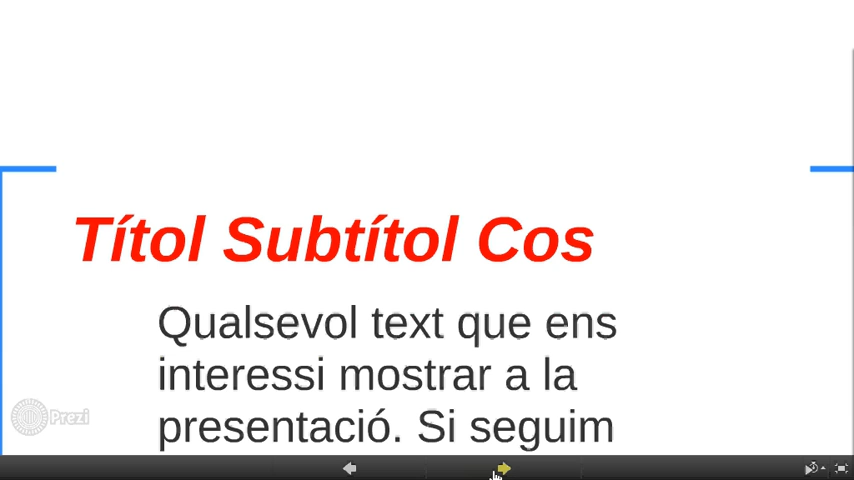 Títol Subtítol Cos
Qualsevol text que ens
interessi mostrar a la
presentació. Si seguim
Prezi